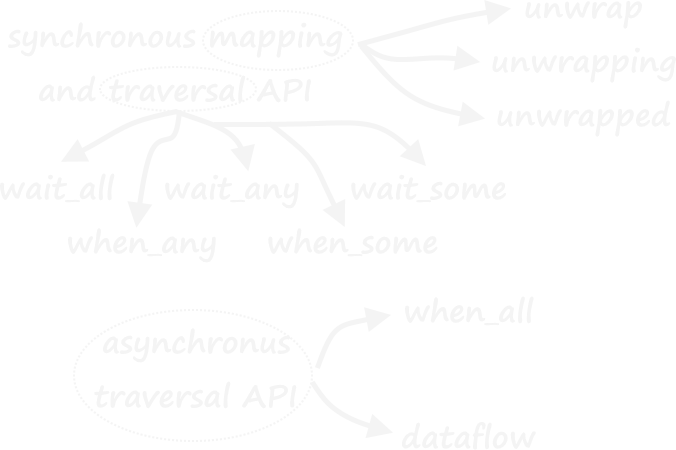 unwrap
synchronous mapping
unwrapping
and traversal API
unwrapped
wait_all wait_any wait_some
when_any when_some
when_all
asynchronus
traversal API
dataflow